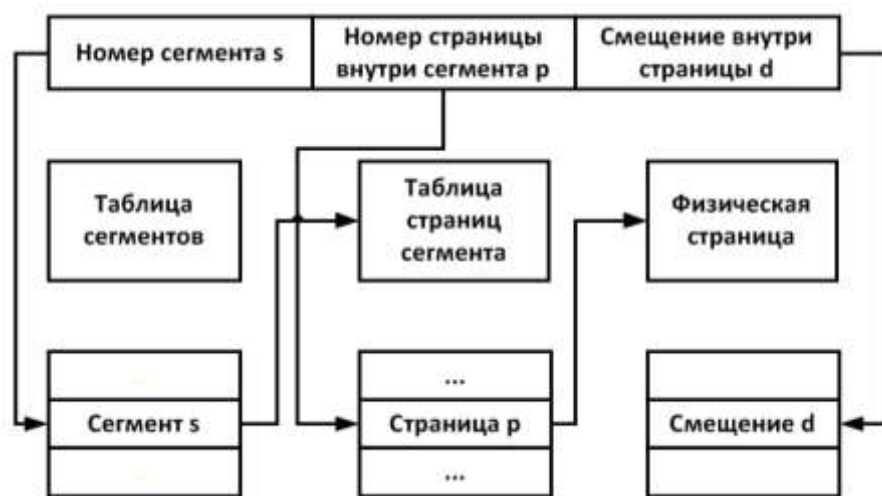 Номер сегмента s
Номер страницы
внутри сегмента p
Смещение внутри
страницы d
Таблица
сегментов
Таблица
страниц
сегмента
Физическая
страница
...
Сегмент s
Страница p
Смещение d
...